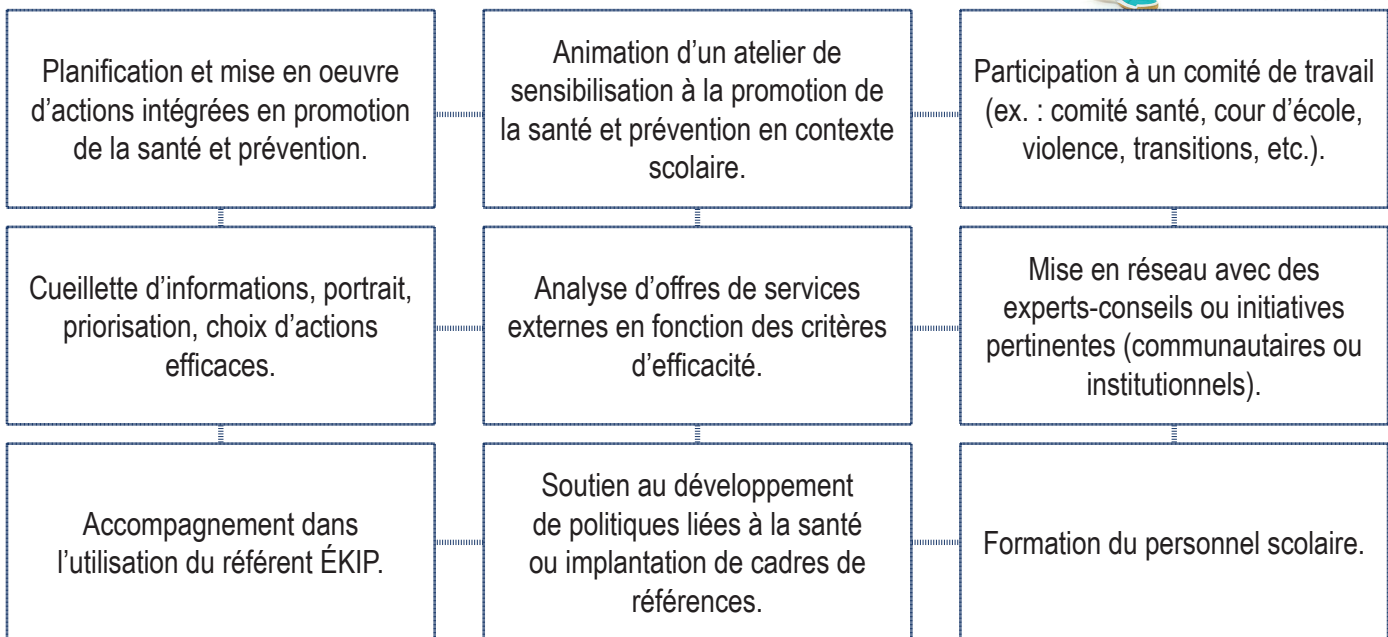 Planification et mise en oeuvre
d’actions intégrées en promotion
de la santé et prévention.
Animation d’un atelier de
sensibilisation à la promotion de
la santé et prévention en contexte
scolaire.
Participation à un comité de travail
(ex. : comité santé, cour d’école,
violence, transitions, etc.).
Cueillette d’informations, portrait,
priorisation, choix d’actions
efficaces.
Analyse d’offres de services
externes en fonction des critères
d’efficacité.
Mise en réseau avec des
experts-conseils ou initiatives
pertinentes (communautaires ou
institutionnels).
Accompagnement dans
l’utilisation du référent ÉKIP.
Soutien au développement
de politiques liées à la santé
ou implantation de cadres de
références.
Formation du personnel scolaire.